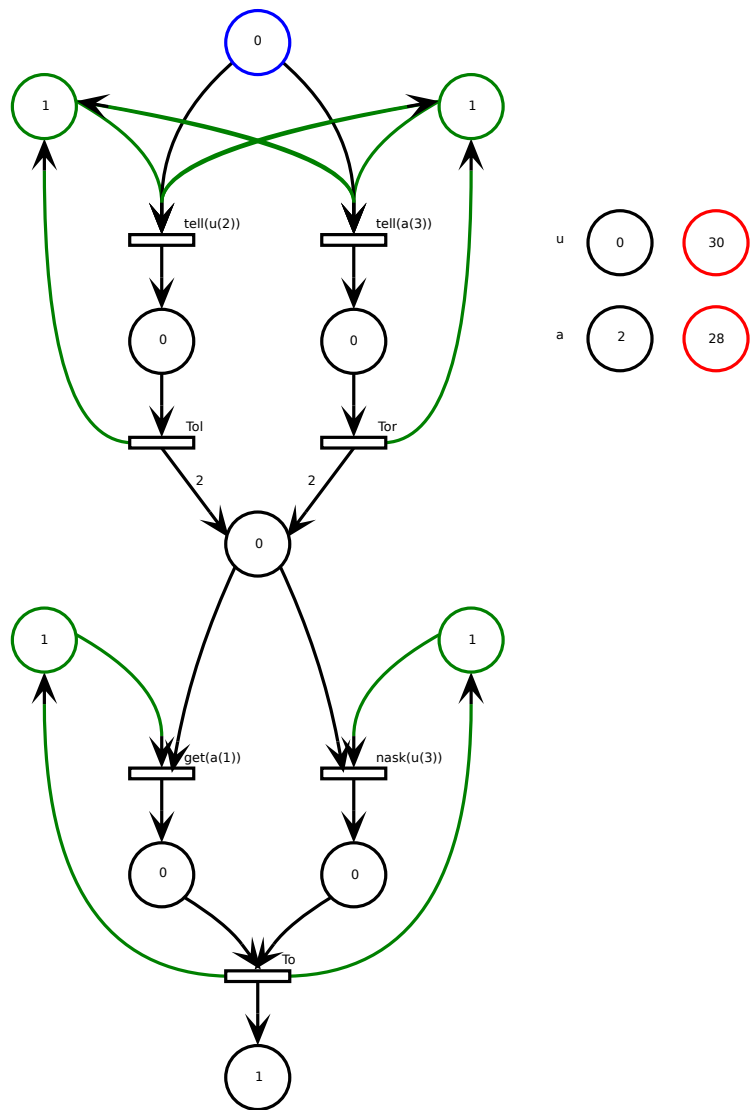 0
1
1
tell(u(2))
tell(a(3))
u
0
30
0
0
a
2
28
Tol
Tor
2
2
0
1
1
get(a(1))
nask(u(3))
0
0
To
1